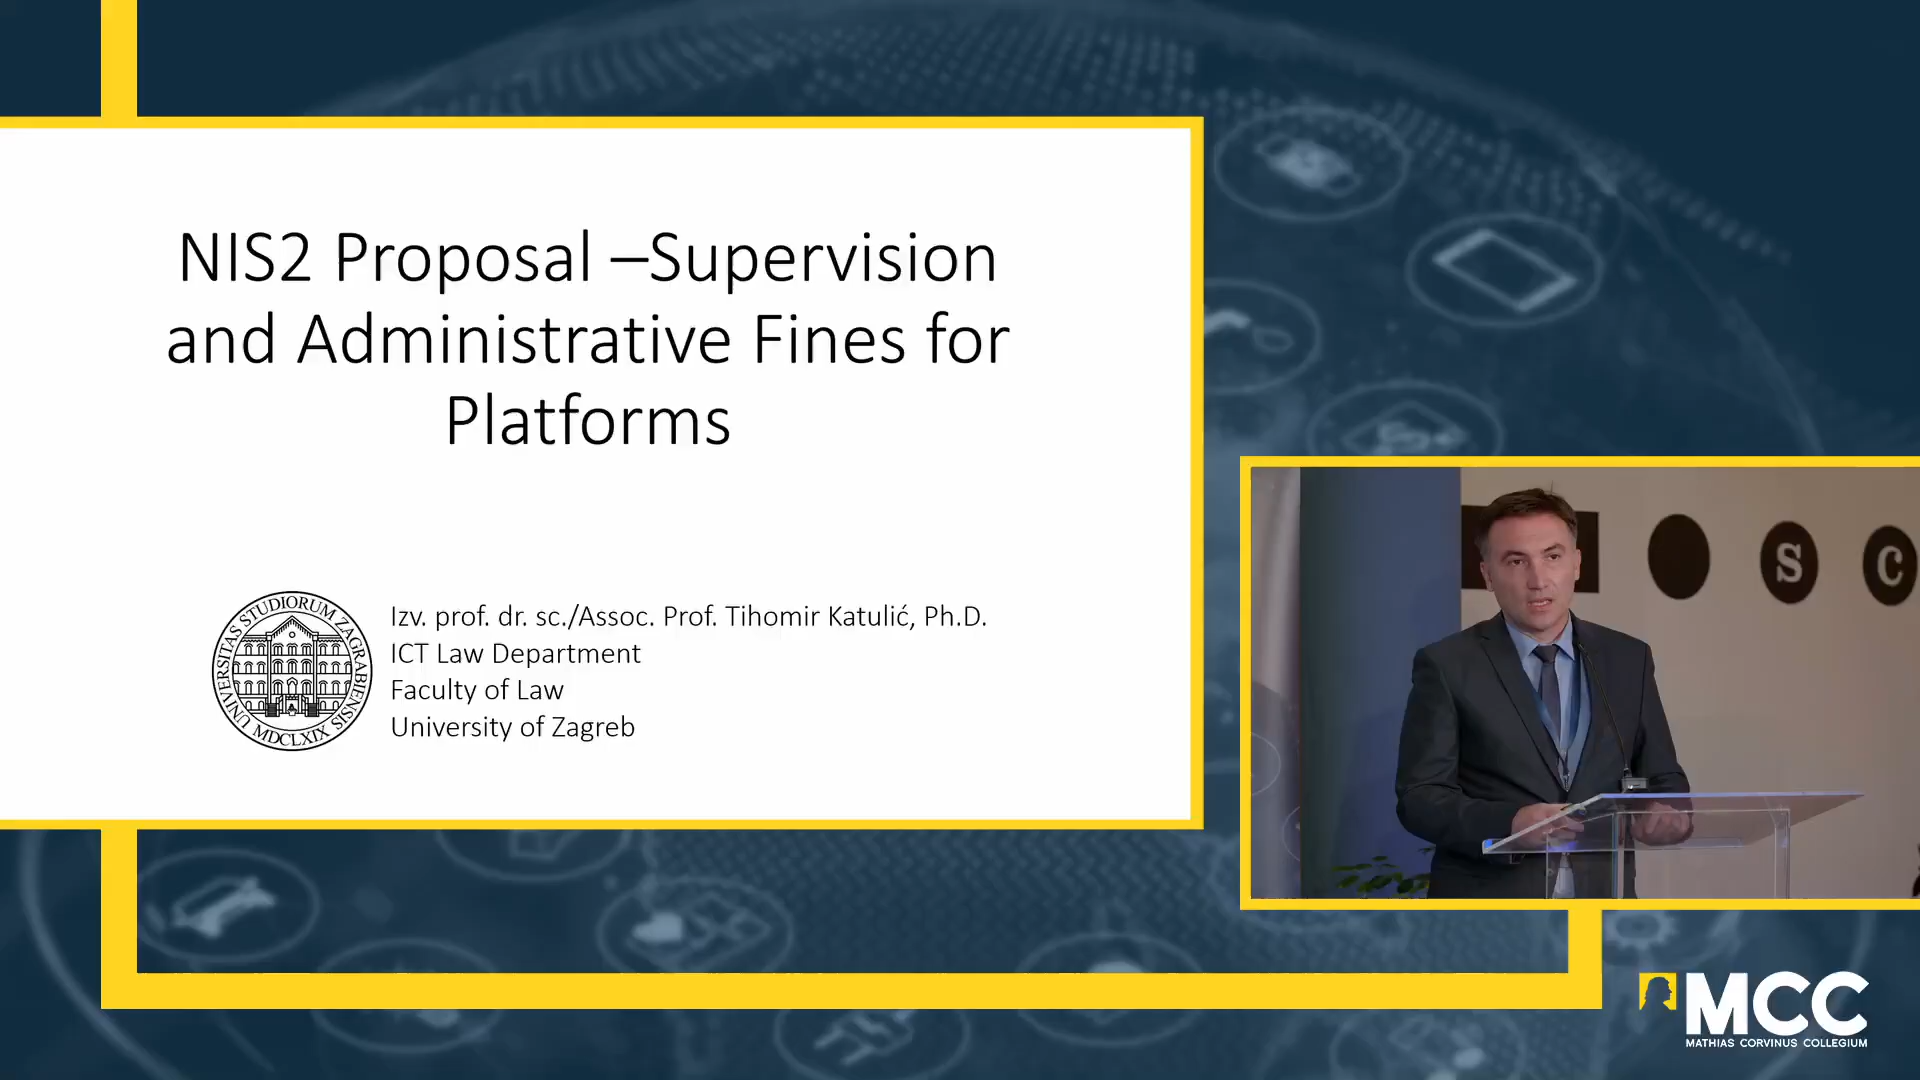 NIS2 Proposal –Supervision
and Administrative Fines for
Platforms
UNIVERSITAS STUDIORUM ZAGRABIENSIS
MDCLXIX
Izv. prof. dr. sc./Assoc. Prof. Tihomir Katulić, Ph.D.
ICT Law Department
Faculty of Law
University of Zagreb
S C
MCC
MATHIAS CORVINUS COLLEGIUM